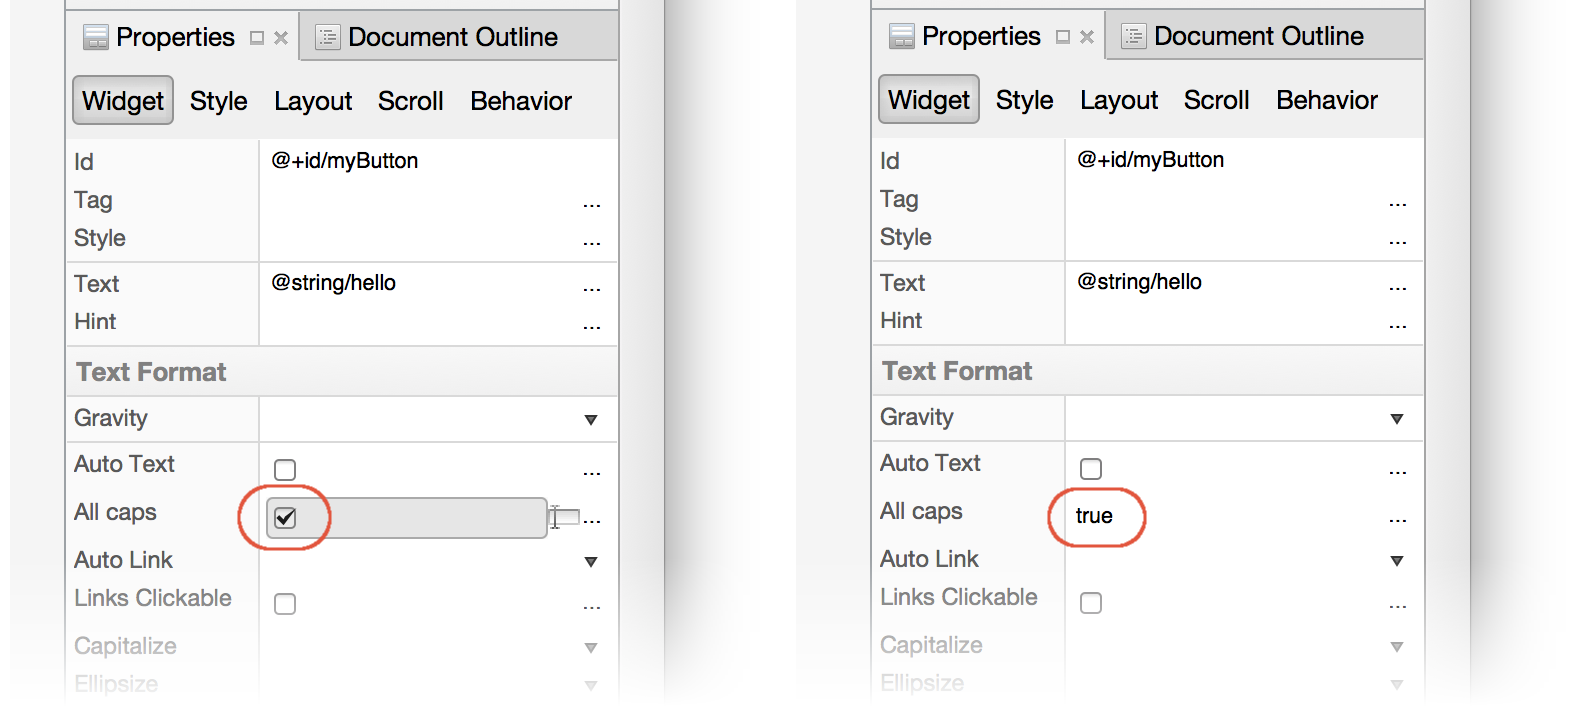 Properties Document Outline
Widget Style Layout Scroll Behavior
Id @+id/myButton
Tag ...
Style ...
Text @string/hello ...
Hint ...
Text Format
Gravity
Auto Text ...
All caps ...
Auto Link
Links Clickable ...
Capitalize
Ellipsize
Properties Document Outline
Widget Style Layout Scroll Behavior
Id @+id/myButton
Tag ...
Style ...
Text @string/hello ...
Hint ...
Text Format
Gravity
Auto Text ...
All caps true ...
Auto Link
Links Clickable ...
Capitalize
Ellipsize